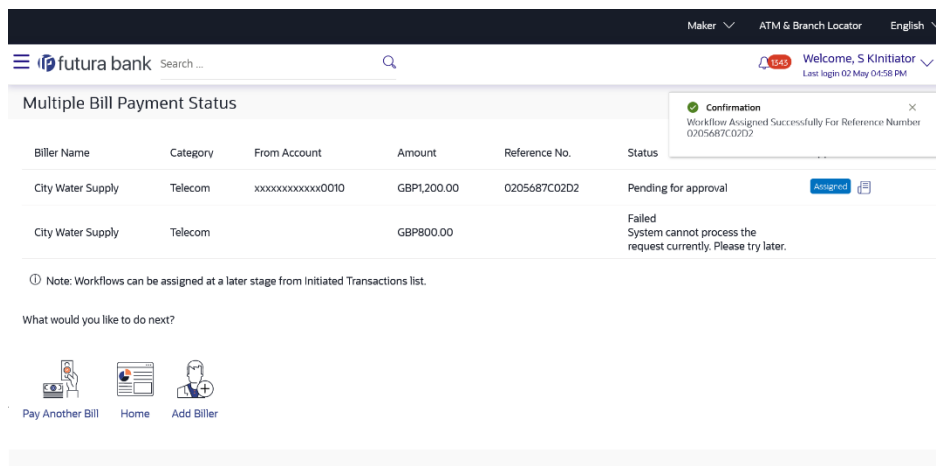 Maker ATM & Branch Locator English
futura bank Search ... 1343 Welcome, S KInitiator
Last login 02 May 04:58 PM
Multiple Bill Payment Status
Confirmation
Workflow Assigned Successfully For Reference Number
0205687C02D2
Biller Name Category From Account Amount Reference No. Status
City Water Supply Telecom xxxxxxxxxxxx0010 GBP1,200.00 0205687C02D2 Pending for approval Assigned
City Water Supply Telecom GBP800.00 Failed
System cannot process the
request currently. Please try later.
Note: Workflows can be assigned at a later stage from Initiated Transactions list.
What would you like to do next?
Pay Another Bill Home Add Biller